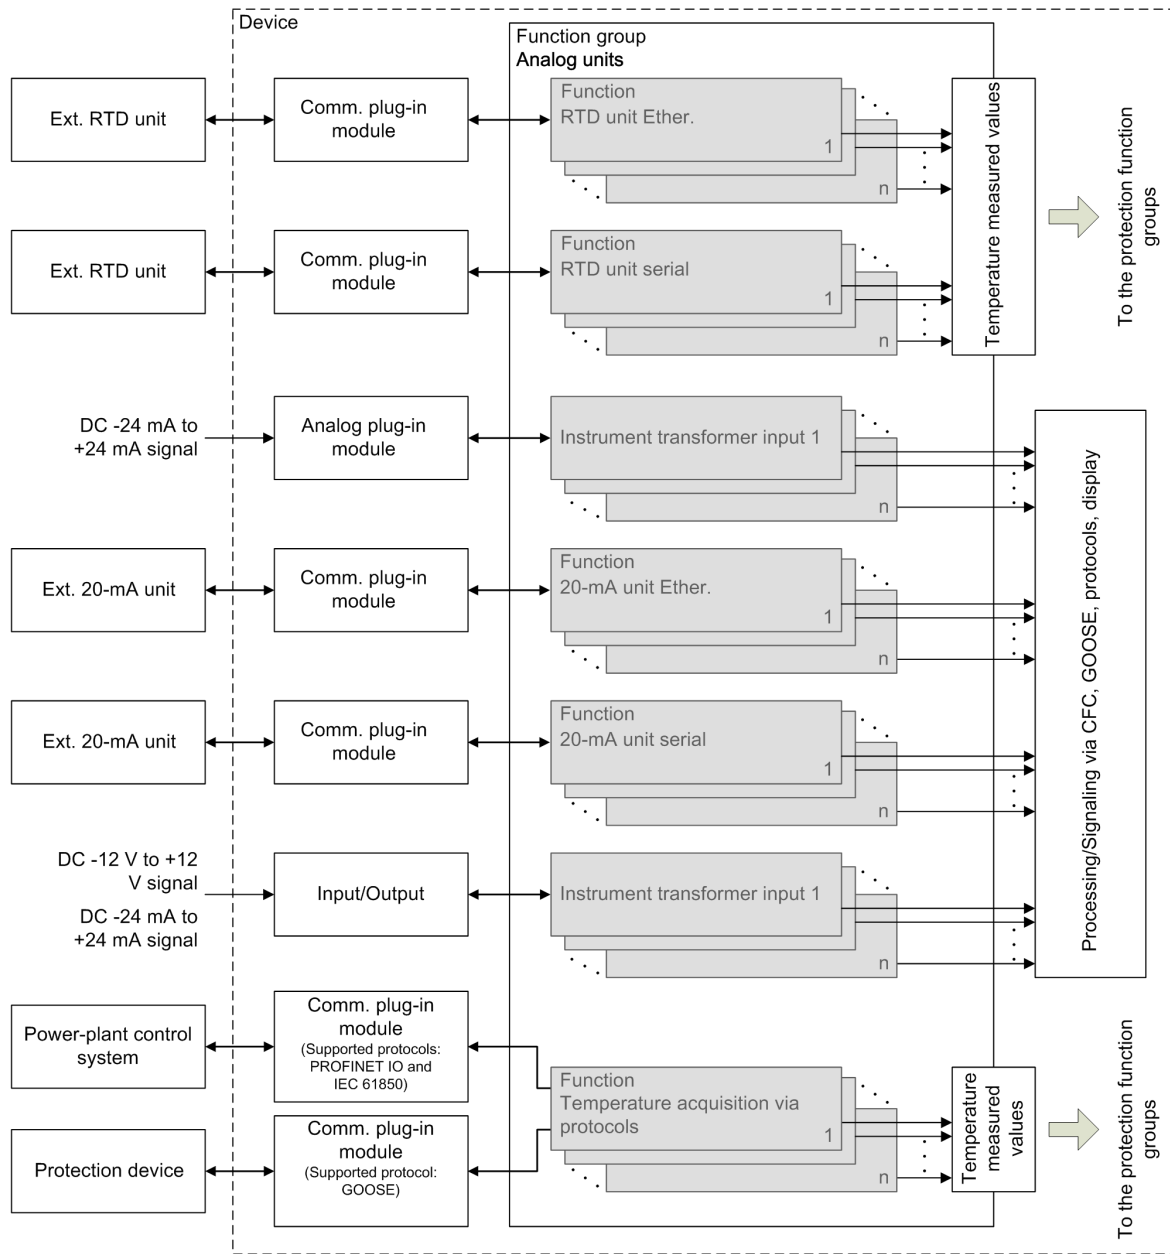 Device
Function group
Analog units
Ext. RTD unit
Comm. plug-in
module
Function
RTD unit Ether.
1
n
Temperature measured values
To the protection function
groups
Ext. RTD unit
Comm. plug-in
module
Function
RTD unit serial
1
n
DC -24 mA to
+24 mA signal
Analog plug-in
module
Instrument transformer input 1
n
Processing/Signaling via CFC, GOOSE, protocols, display
Ext. 20-mA unit
Comm. plug-in
module
Function
20-mA unit Ether.
1
n
Ext. 20-mA unit
Comm. plug-in
module
Function
20-mA unit serial
1
n
DC -12 V to +12
V signal
DC -24 mA to
+24 mA signal
Input/Output
Instrument transformer input 1
n
Power-plant control
system
Comm. plug-in
module
(Supported protocols:
PROFINET IO and
IEC 61850)
Function
Temperature acquisition via
protocols
1
n
Temperature
measured
values
To the protection function
groups
Protection device
Comm. plug-in
module
(Supported protocol:
GOOSE)